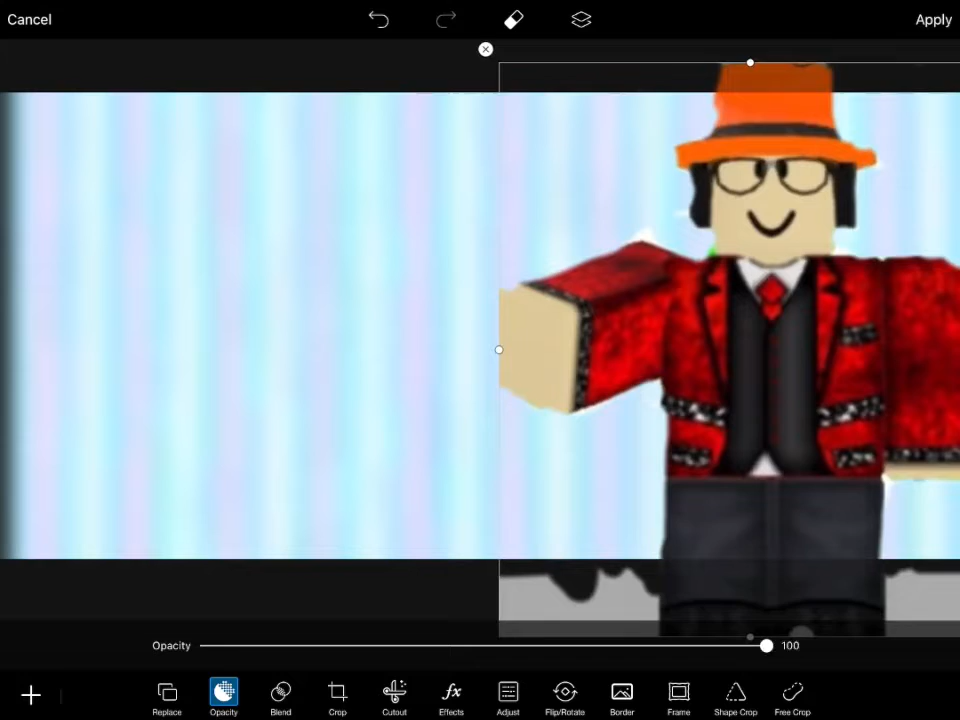 Cancel
Apply
Opacity
100
Replace
Opacity
Blend
Crop
Cutout
fx
Effects
Adjust
Flip/Rotate
Border
Frame
Shape Crop
Free Crop